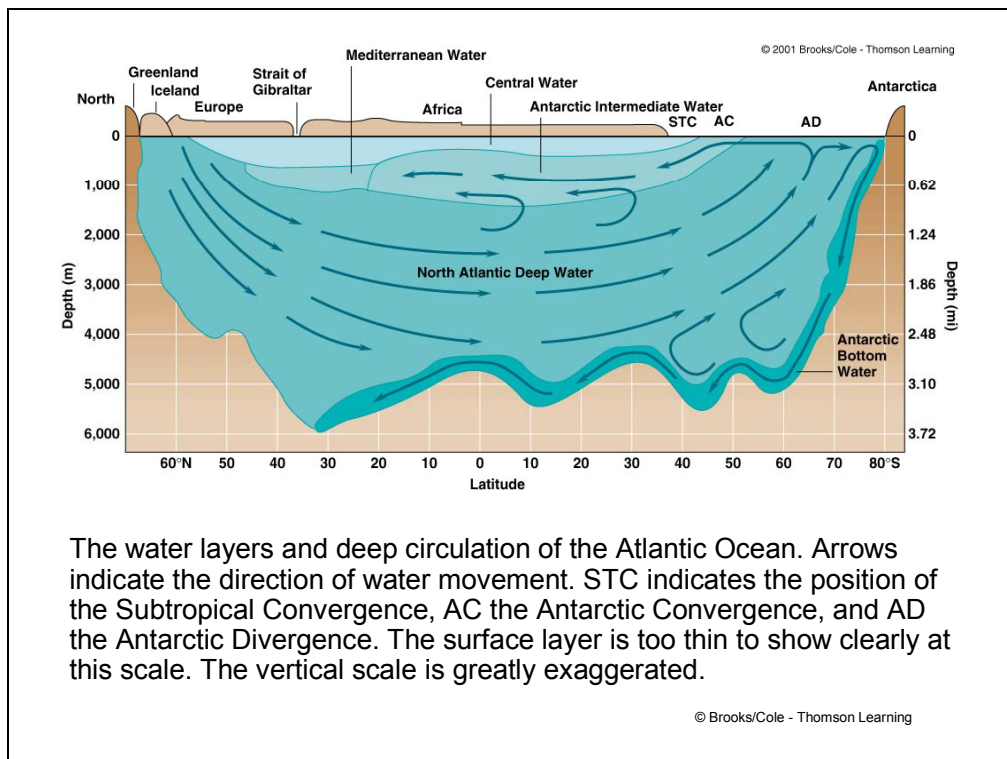 © 2001 Brooks/Cole - Thomson Learning
Mediterranean Water
Greenland
Iceland
Strait of
Gibraltar
Central Water
Antarctica
North
Europe
Africa
Antarctic Intermediate Water
STC
AC
AD
0
1,000
2,000
3,000
4,000
5,000
6,000
Depth (m)
North Atlantic Deep Water
0
0.62
1.24
1.86
2.48
3.10
3.72
Depth (mi)
Antarctic
Bottom
Water
60°N 50 40 30 20 10 0 10 20 30 40 50 60 70 80°S
Latitude
The water layers and deep circulation of the Atlantic Ocean. Arrows
indicate the direction of water movement. STC indicates the position of
the Subtropical Convergence, AC the Antarctic Convergence, and AD
the Antarctic Divergence. The surface layer is too thin to show clearly at
this scale. The vertical scale is greatly exaggerated.
© Brooks/Cole - Thomson Learning